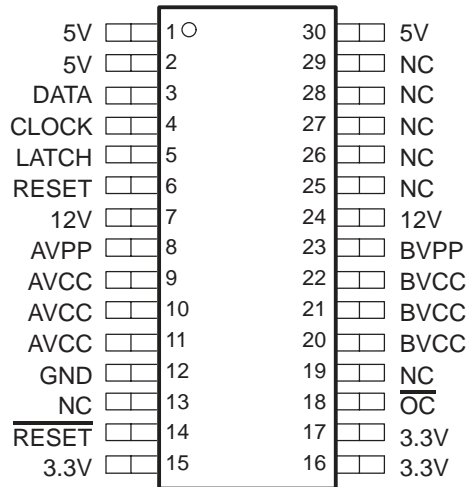 5V 1 30 5V
5V 2 29 NC
DATA 3 28 NC
CLOCK 4 27 NC
LATCH 5 26 NC
RESET 6 25 NC
12V 7 24 12V
AVPP 8 23 BVPP
AVCC 9 22 BVCC
AVCC 10 21 BVCC
AVCC 11 20 BVCC
GND 12 19 NC
NC 13 18 O̅C̅
R̅E̅S̅E̅T̅ 14 17 3.3V
3.3V 15 16 3.3V